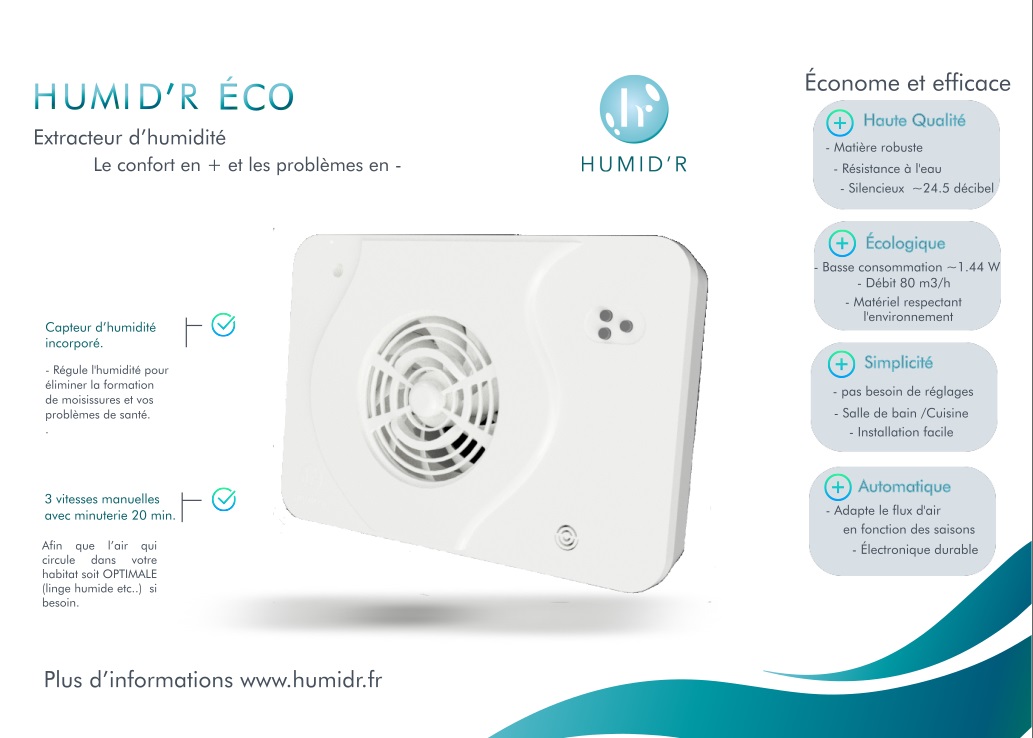 HUMID'R ÉCO
Extracteur d'humidité
Le confort en + et les problèmes en -
h
HUMID'R
Capteur d'humidité
incorporé.
- Régule l'humidité pour
éliminer la formation
de moisissures et vos
problèmes de santé.
.
3 vitesses manuelles
avec minuterie 20 min.
Afin que l'air qui
circule dans votre
habitat soit OPTIMALE
(linge humide etc..) si
besoin.
Économe et efficace
Haute Qualité
- Matière robuste
- Résistance à l'eau
- Silencieux ~24.5 décibel
Écologique
- Basse consommation ~1.44 W
- Débit 80 m3/h
- Matériel respectant
l'environnement
Simplicité
- pas besoin de réglages
- Salle de bain /Cuisine
- Installation facile
Automatique
- Adapte le flux d'air
en fonction des saisons
- Électronique durable
Plus d'informations www.humidr.fr